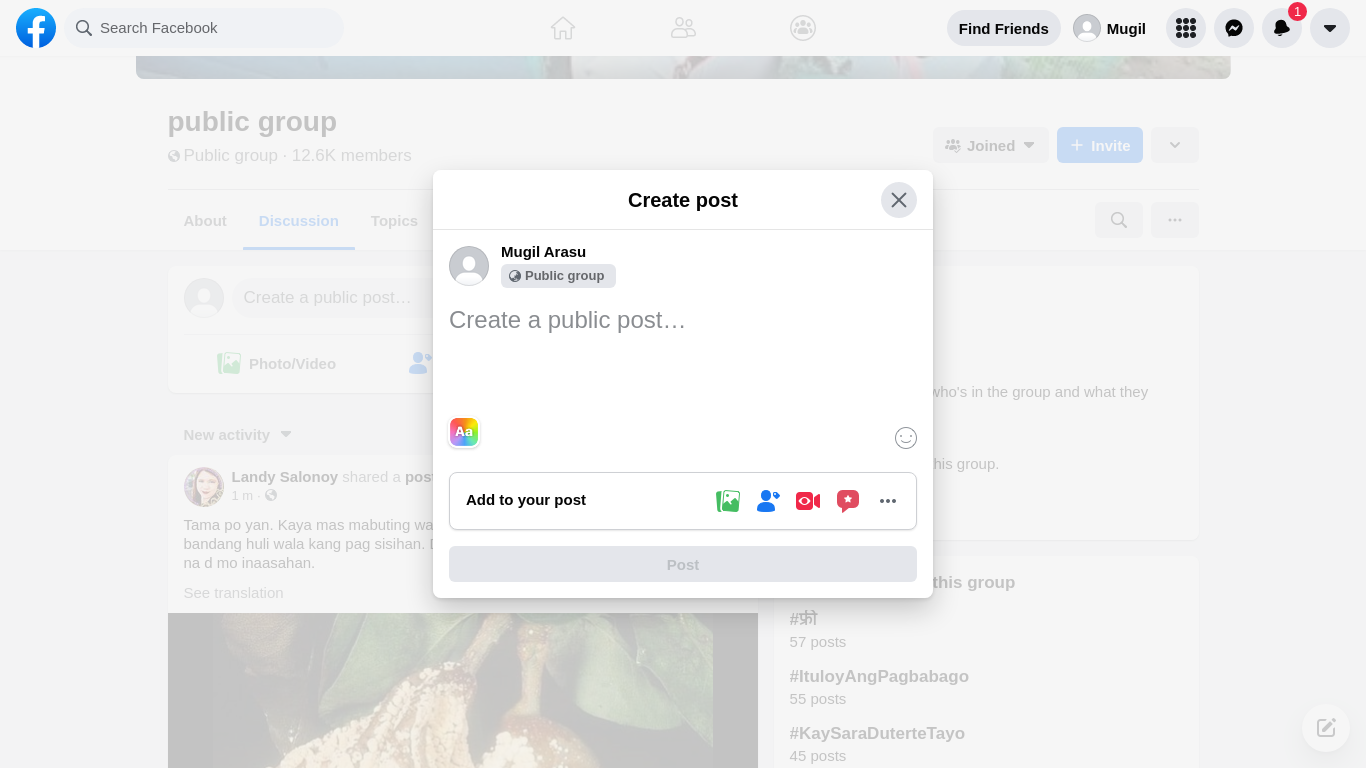 Search Facebook
Find Friends
Mugil
1
public group
Public group · 12.6K members
Joined
Invite
About
Discussion
Topics
Create post
Mugil Arasu
Public group
Create a public post…
Aa
Add to your post
Post
Create a public post…
Photo/Video
New activity
Landy Salonoy shared a post
1 m ·
Tama po yan. Kaya mas mabuting wa
bandang huli wala kang pag sisihan.
na d mo inaasahan.
See translation
who's in the group and what they
this group.
this group
#फ्री
57 posts
#ItuloyAngPagbabago
55 posts
#KaySaraDuterteTayo
45 posts